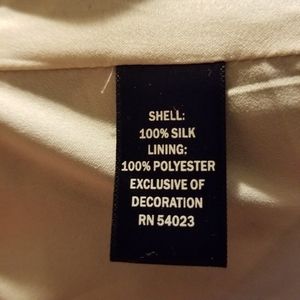 SHELL:
100% SILK
LINING:
100% POLYESTER
EXCLUSIVE OF
DECORATION
RN 54023